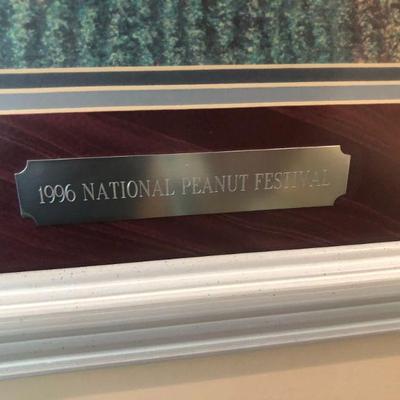 1996 NATIONAL PEANUT FESTIVAL